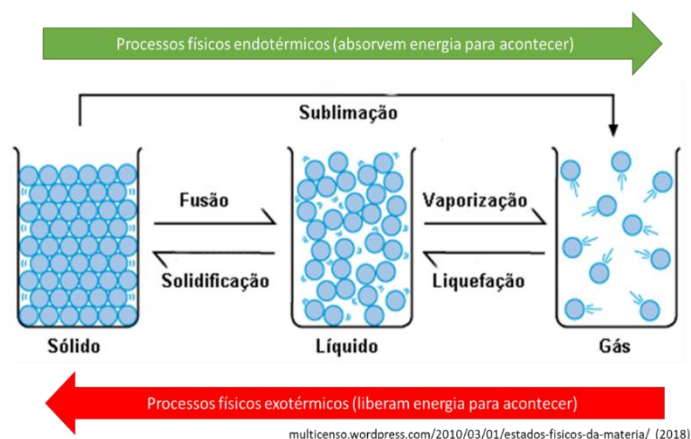 Processos físicos endotérmicos (absorvem energia para acontecer)
Sublimação
Fusão
Vaporização
Solidificação
Liquefação
Sólido
Líquido
Gás
Processos físicos exotérmicos (liberam energia para acontecer)
multicenso.wordpress.com/2010/03/01/estados-fisicos-da-materia/ (2018)